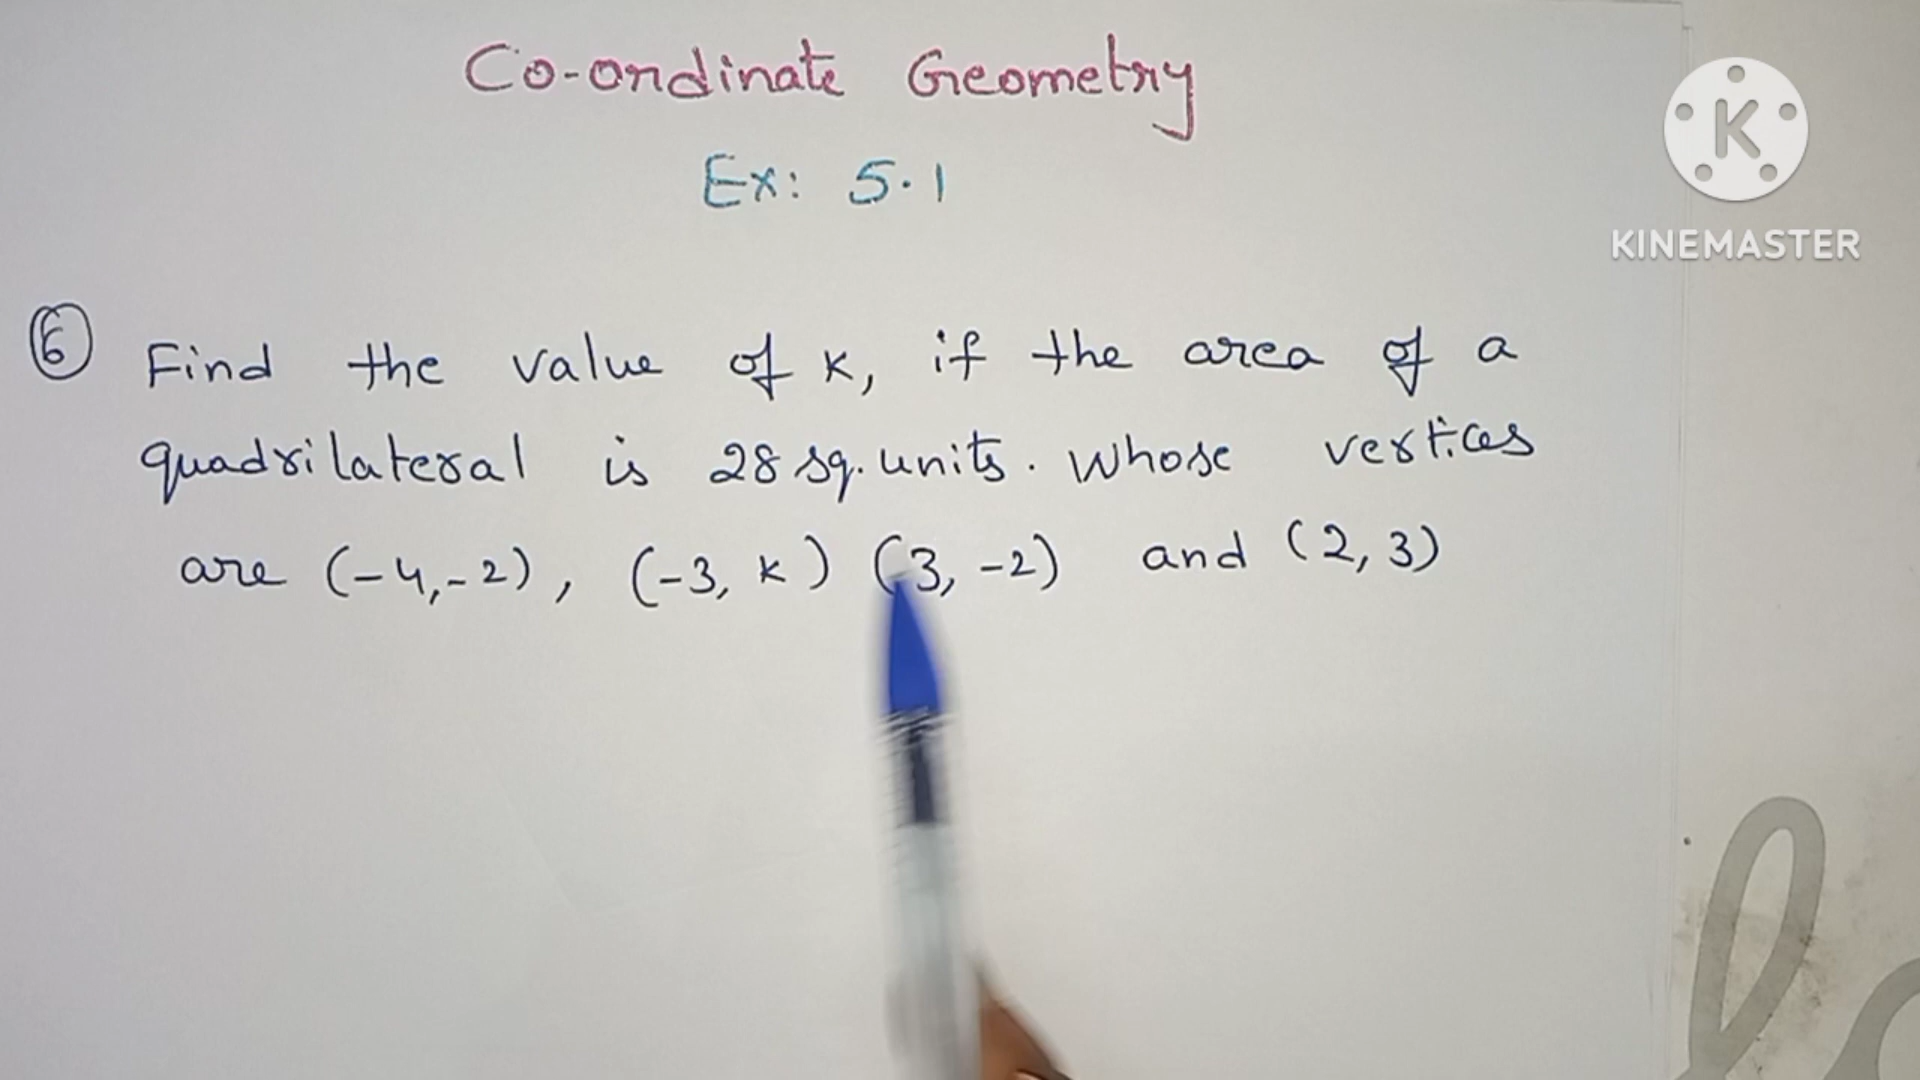 Co-ordinate Geometry
Ex: 5.1
K
KINEMASTER
6 Find the value of k, if the area of a
quadrilateral is 28 sq. units. Whose vertices
are (-4,-2), (-3, k) (3, -2) and (2, 3)